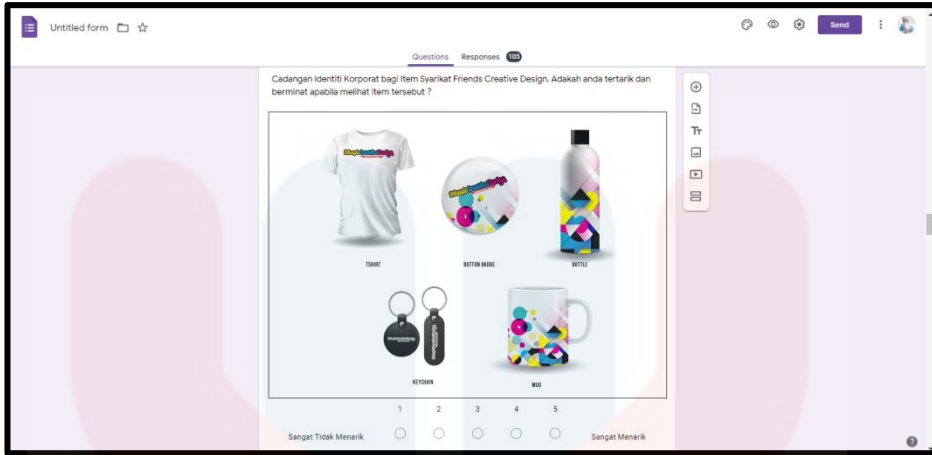 Untitled form
Send
Questions Responses 105
Cadangan Identiti Korporat bagi Item Syarikat Friends Creative Design. Adakah anda tertarik dan
berminat apabila melihat item tersebut ?
TSHIRT
BUTTON BADGE
BOTTLE
KEYCHAIN
MUG
1 2 3 4 5
Sangat Tidak Menarik
Sangat Menarik